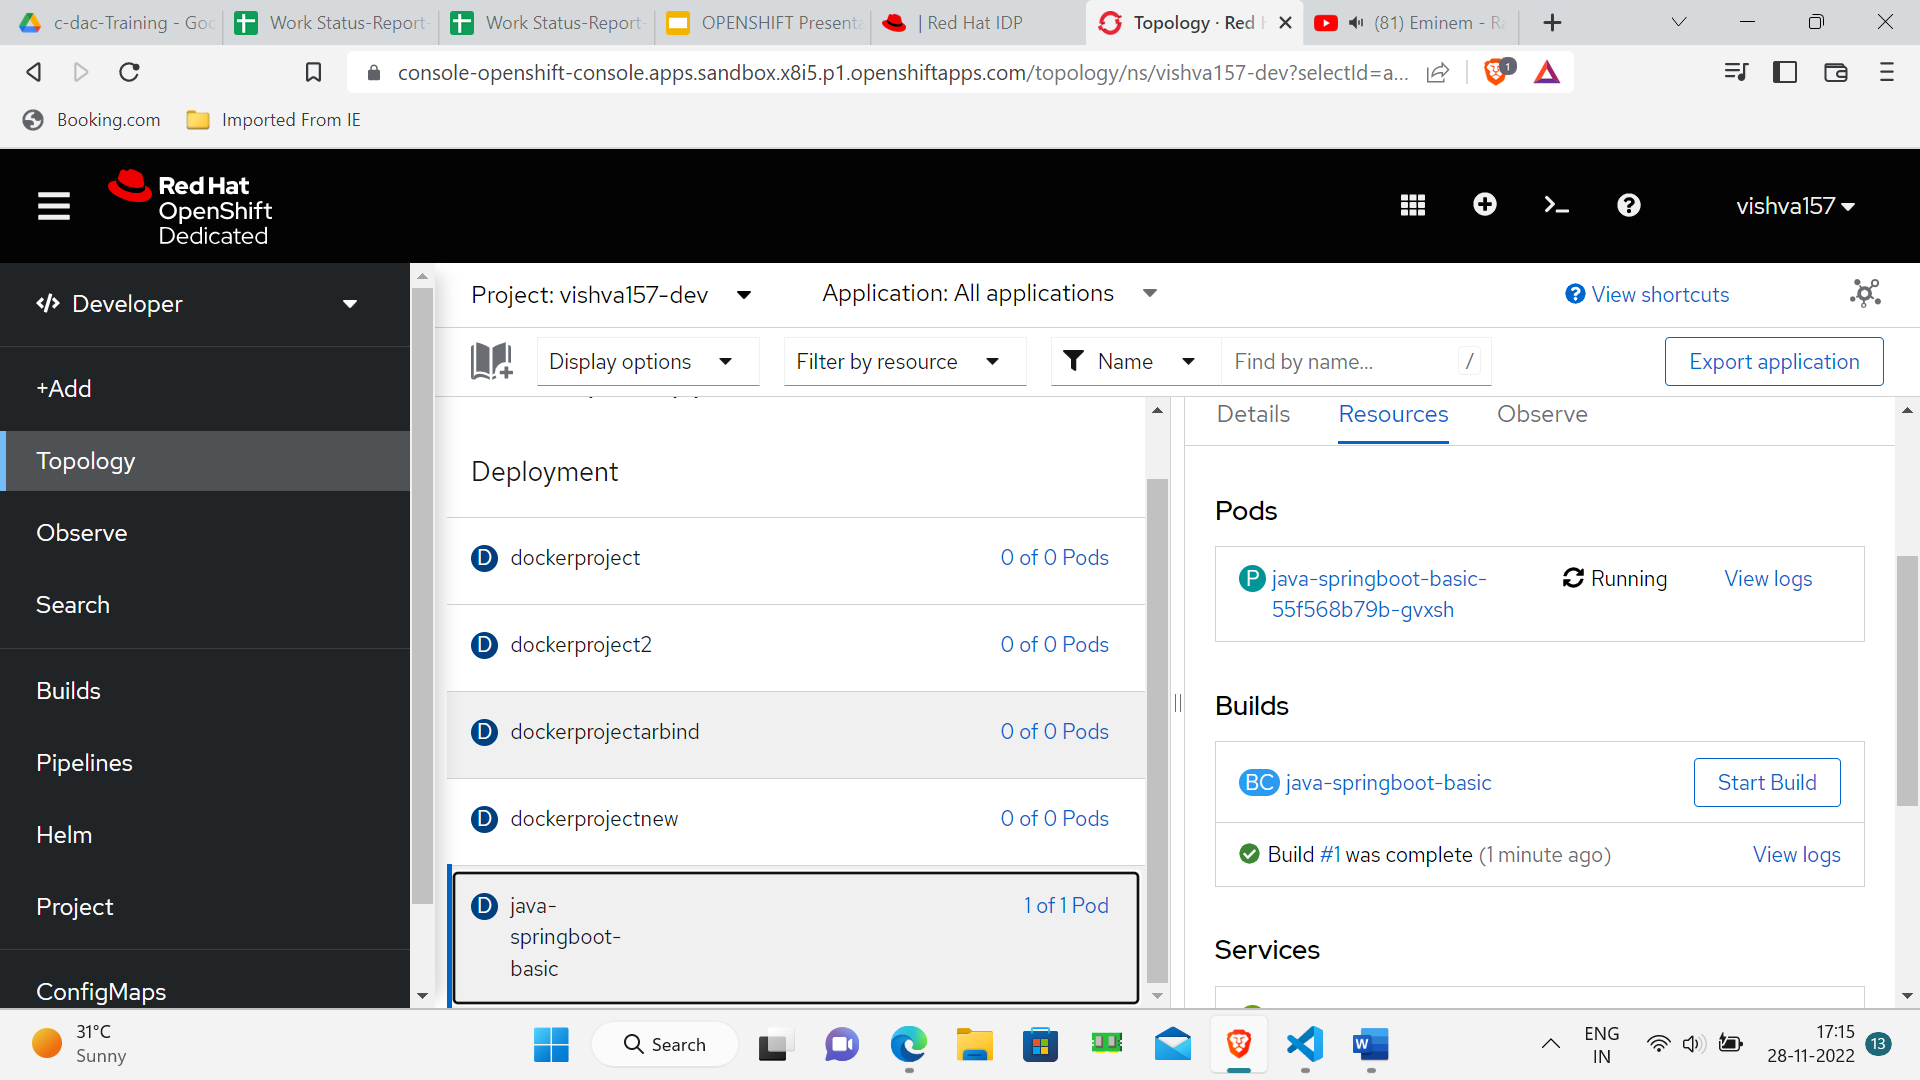 c-dac-Training - Goo
Work Status-Report-
Work Status-Report-
OPENSHIFT Presenta
| Red Hat IDP
Topology · Red H
(81) Eminem - Ra
console-openshift-console.apps.sandbox.x8i5.p1.openshiftapps.com/topology/ns/vishva157-dev?selectId=a...
1
Booking.com
Imported From IE
Red Hat
OpenShift
Dedicated
vishva157
Developer
Project: vishva157-dev
Application: All applications
View shortcuts
+Add
Topology
Observe
Search
Builds
Pipelines
Helm
Project
ConfigMaps
Display options
Filter by resource
Name
Find by name...
/
Export application
Deployment
D dockerproject 0 of 0 Pods
D dockerproject2 0 of 0 Pods
D dockerprojectarbind 0 of 0 Pods
D dockerprojectnew 0 of 0 Pods
D java- 1 of 1 Pod
springboot-
basic
Details Resources Observe
Pods
P java-springboot-basic- Running View logs
55f568b79b-gvxsh
Builds
BC java-springboot-basic Start Build
Build #1 was complete (1 minute ago) View logs
Services
31°C
Sunny
Search
ENG
IN
17:15
28-11-2022
13